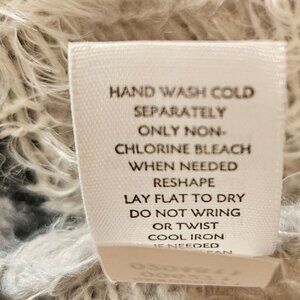 HAND WASH COLD
SEPARATELY
ONLY NON-
CHLORINE BLEACH
WHEN NEEDED
RESHAPE
LAY FLAT TO DRY
DO NOT WRING
OR TWIST
COOL IRON
IF NEEDED